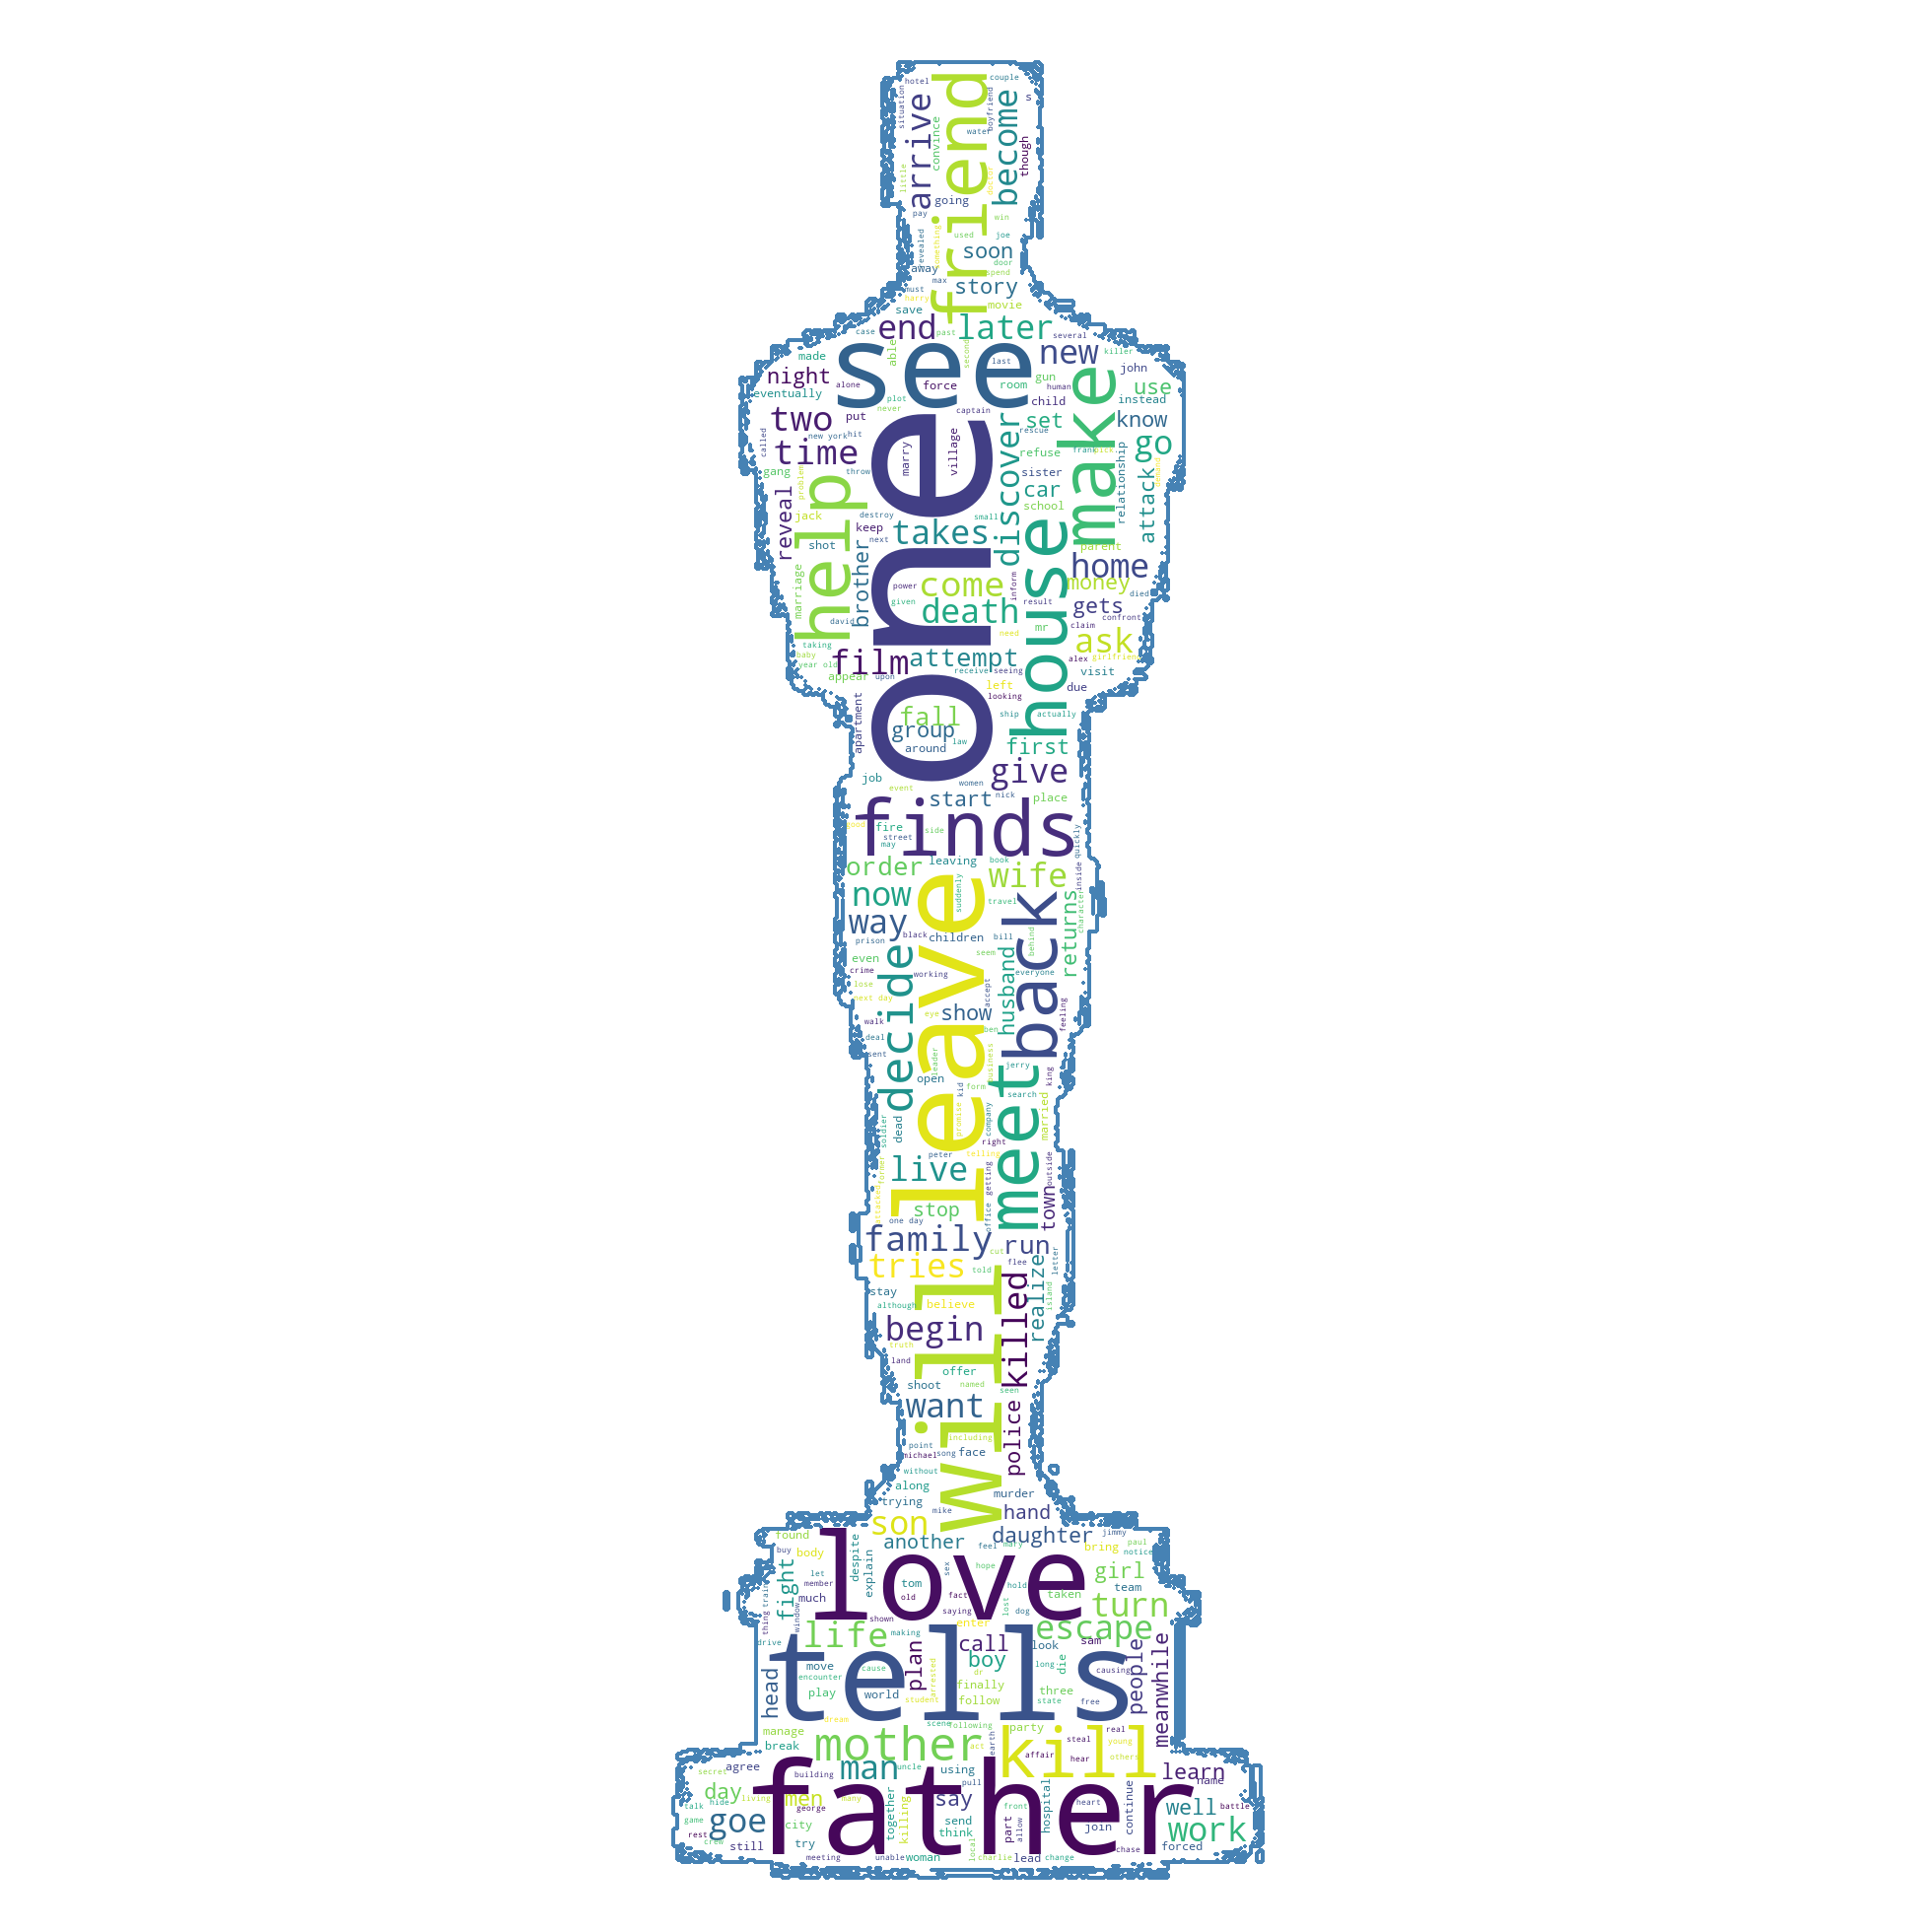 hotel
couple
situation
arrive
convince
friend
water
boyfriend
become
s
though
little
doctor
going
pay
win
revealed
something
used
joe
soon
door
away
spend
max
story
must
harry
movie
save
case
end
past
later
several
made
able
see
second
last
new
killer
night
alone
force
room
gun
human
john
eventually
plot
child
use
instead
two
put
never
captain
set
know
called
new york
hit
time
one
marry
village
discover
rescue
make
go
refuse
frank
pick
relationship
demand
gang
problem
throw
sister
attack
reveal
help
jack
car
school
destroy
small
keep
takes
shot
next
house
parent
brother
home
marriage
power
come
inform
money
died
given
death
result
gets
confront
david
mr
claim
need
taking
ask
baby
film
attempt
alex
girlfriend
year old
receive
seeing
visit
appear
upon
left
due
looking
apartment
fall
ship
actually
group
law
around
first
job
women
give
event
start
nick
place
finds
good
fire
side
street
may
quickly
order
leaving
book
wife
inside
now
suddenly
leave
back
travel
returns
character
way
black
children
bill
prison
behind
even
seem
crime
working
everyone
decide
husband
lose
accept
next day
eye
show
feeling
walk
ben
deal
sent
leader
business
jerry
open
meet
king
kid
form
search
promise
company
married
soldier
dead
right
peter
telling
former
live
getting
outside
attacked
stop
office
town
one day
family
run
cut
letter
tries
told
flee
realize
stay
will
killed
although
believe
island
begin
truth
land
offer
shoot
named
seen
want
police
including
point
michael
song
face
without
along
trying
murder
mike
hand
son
found
another
daughter
jimmy
buy
body
despite
explain
love
feel
mary
bring
paul
notice
fight
let
hope
girl
member
tom
sex
hold
team
thing
train
much
old
fact
taken
window
saying
lost
dog
turn
shown
enter
life
making
escape
drive
call
look
sam
plan
tells
boy
people
meanwhile
move
cause
long
die
head
encounter
dr
causing
arrested
finally
play
world
three
student
follow
state
free
dream
scene
following
party
manage
mother
act
real
break
earth
kill
steal
young
affair
hear
others
agree
man
uncle
learn
secret
building
using
name
day
father
pull
living
men
many
say
hospital
heart
continue
talk
hide
george
together
killing
front
well
battle
game
goe
city
send
part
allow
join
work
rest
crew
think
still
try
local
chase
forced
meeting
unable
woman
charlie
lead
change